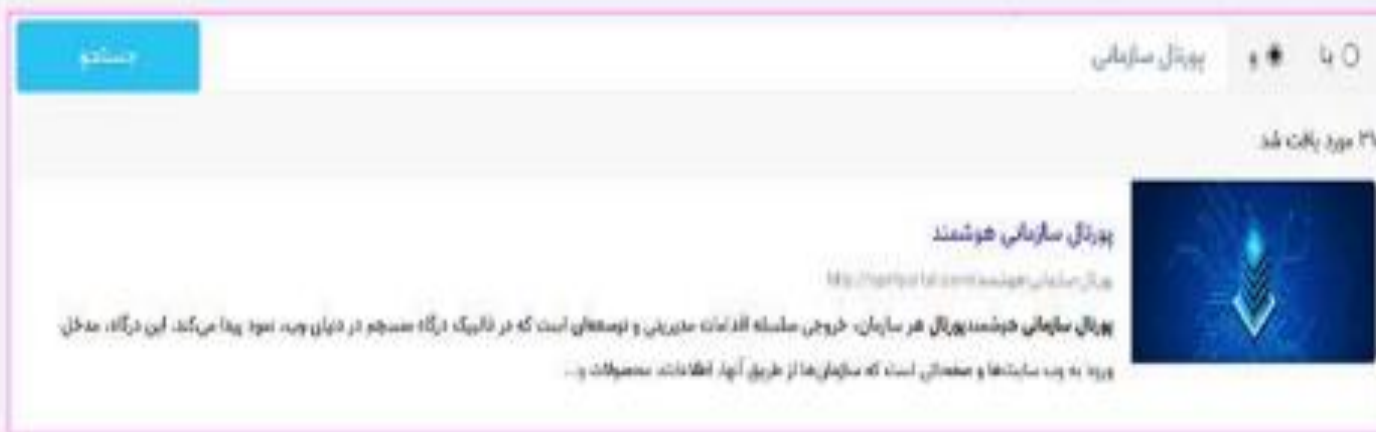 یا و پورتال سازمانی جستجو
مورد یافت شد
پورتال سازمانی هوشمند
پورتال سازمانی هوشمندپورتال هر سازمان، خروجی سلسله اقدامات مدیریتی و توسعه‌ای است که در قالب یک درگاه منسجم در دنیای وب، نمود پیدا می‌کند. این درگاه، مدخل
ورود به وب سایت‌ها و صفحاتی است که سازمان‌ها از طریق آنها، اطلاعات، محصولات و...